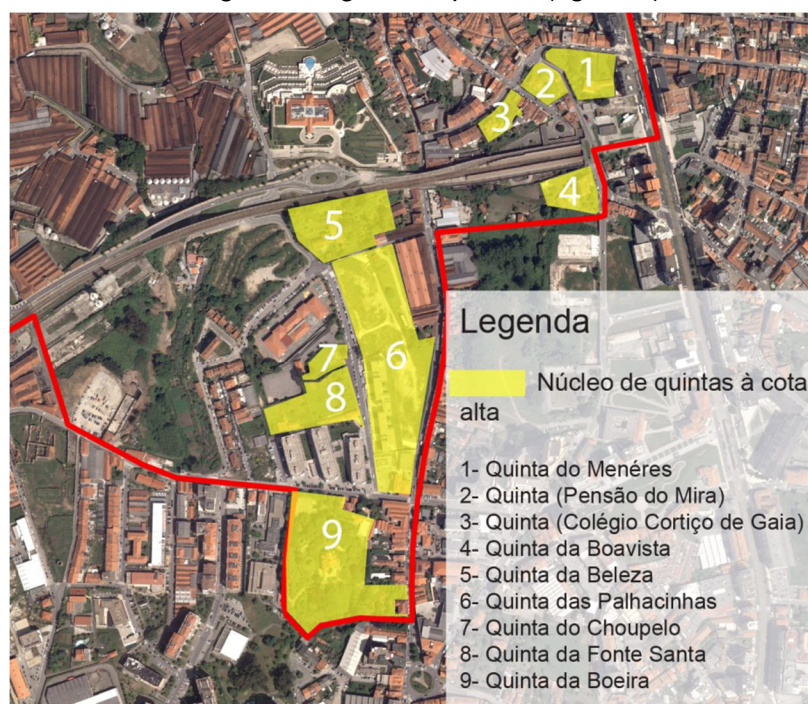 1
2
3
4
5
6
7
8
9
Legenda
Núcleo de quintas à cota
alta
1- Quinta do Menéres
2- Quinta (Pensão do Mira)
3- Quinta (Colégio Cortiço de Gaia)
4- Quinta da Boavista
5- Quinta da Beleza
6- Quinta das Palhacinhas
7- Quinta do Choupelo
8- Quinta da Fonte Santa
9- Quinta da Boeira